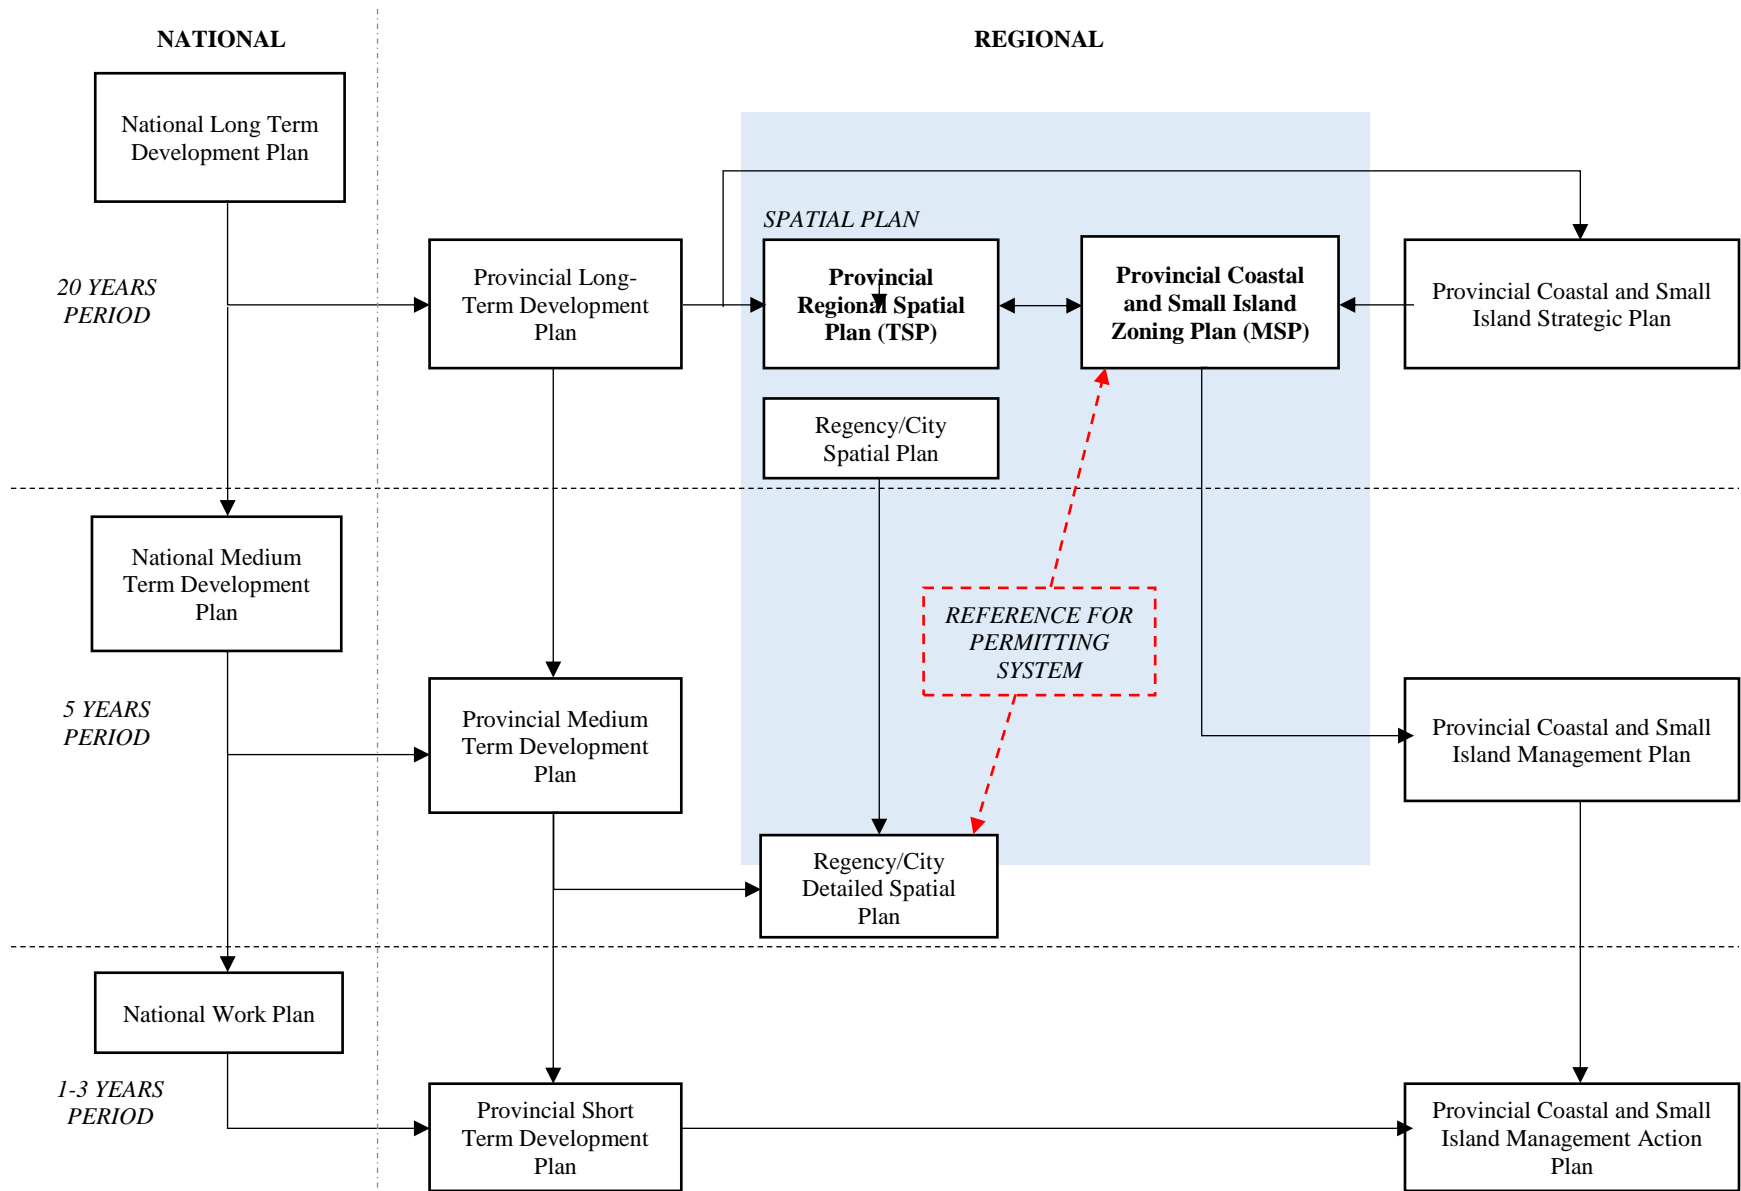 NATIONAL
REGIONAL
National Long Term
Development Plan
SPATIAL PLAN
20 YEARS
PERIOD
Provincial Long-
Term Development
Plan
Provincial
Regional Spatial
Plan (TSP)
Provincial Coastal
and Small Island
Zoning Plan (MSP)
Provincial Coastal and Small
Island Strategic Plan
Regency/City
Spatial Plan
National Medium
Term Development
Plan
REFERENCE FOR
PERMITTING
SYSTEM
5 YEARS
PERIOD
Provincial Medium
Term Development
Plan
Provincial Coastal and Small
Island Management Plan
Regency/City
Detailed Spatial
Plan
National Work Plan
1-3 YEARS
PERIOD
Provincial Short
Term Development
Plan
Provincial Coastal and Small
Island Management Action
Plan